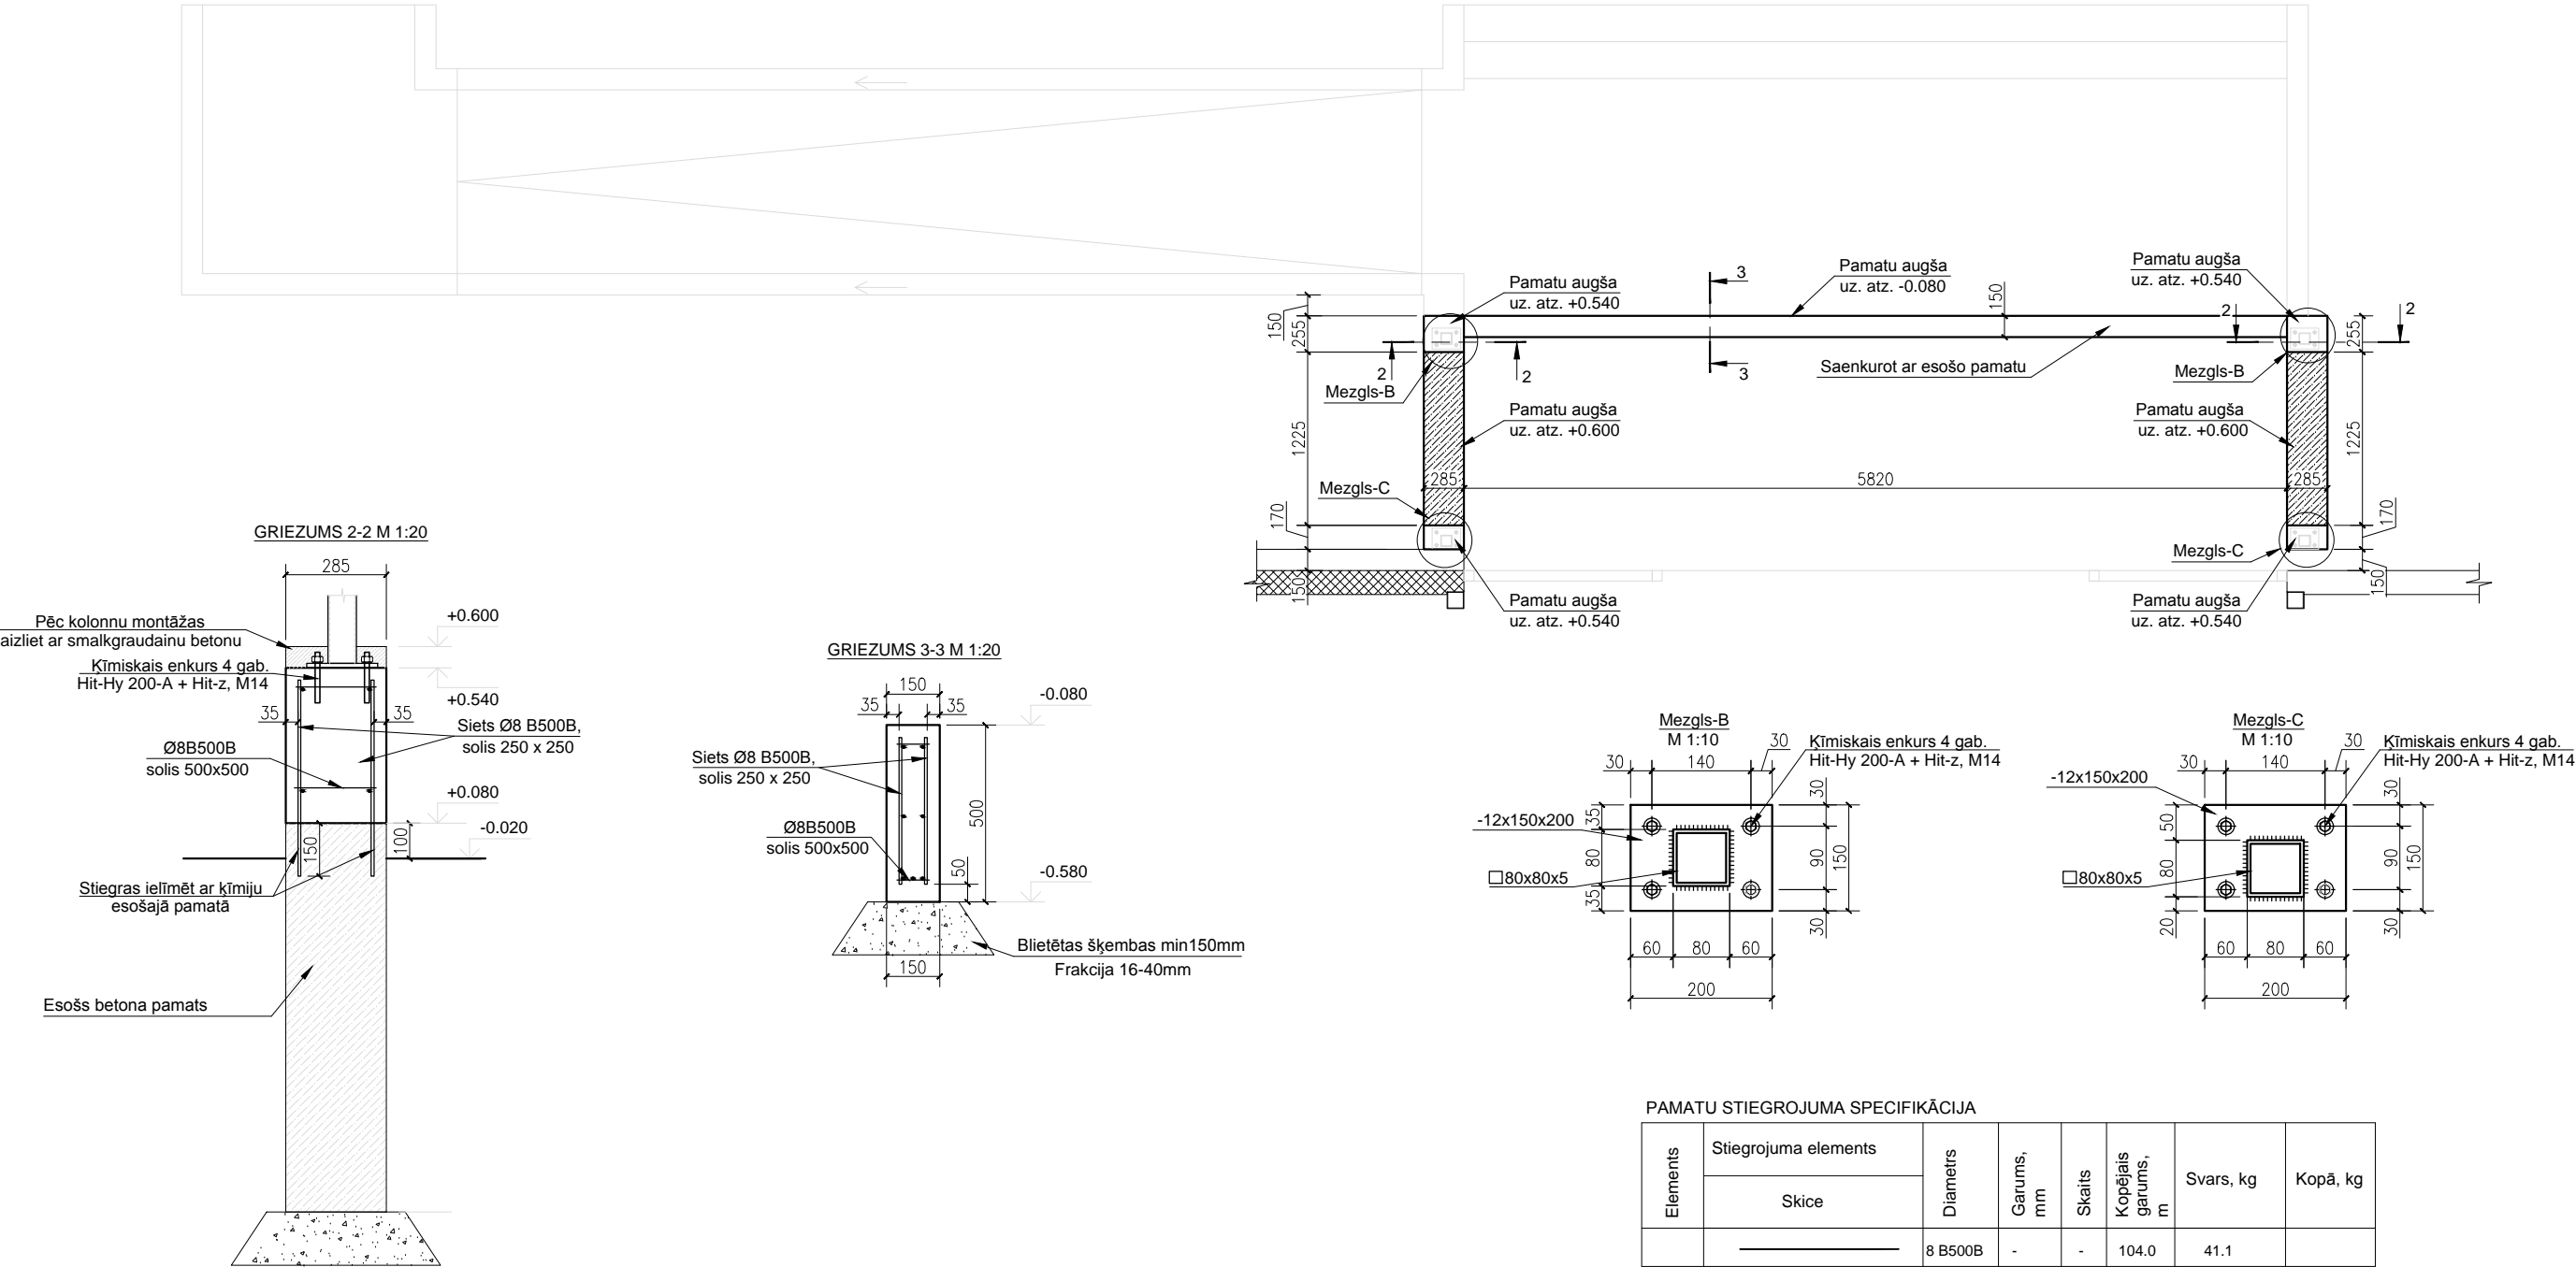 Pamatu augša
uz. atz. +0.540
3
Pamatu augša
uz. atz. -0.080
Pamatu augša
uz. atz. +0.540
150
255
150
2
2
255
2
2
3
Saenkurot ar esošo pamatu
Mezgls-B
Mezgls-B
Pamatu augša
uz. atz. +0.600
Pamatu augša
uz. atz. +0.600
1225
1225
285
5820
285
Mezgls-C
170
170
Mezgls-C
150
150
Pamatu augša
uz. atz. +0.540
Pamatu augša
uz. atz. +0.540
GRIEZUMS 2-2 M 1:20
285
Pēc kolonnu montāžas
aizliet ar smalkgraudainu betonu
+0.600
Ķīmiskais enkurs 4 gab.
Hit-Hy 200-A + Hit-z, M14
+0.540
35
35
Siets Ø8 B500B,
solis 250 x 250
Ø8B500B
solis 500x500
+0.080
-0.020
150
100
Stiegras ielīmēt ar ķīmiju
esošajā pamatā
Esošs betona pamats
GRIEZUMS 3-3 M 1:20
150
-0.080
35
35
Siets Ø8 B500B,
solis 250 x 250
500
Ø8B500B
solis 500x500
50
-0.580
Blietētas šķembas min150mm
Frakcija 16-40mm
150
Mezgls-B
M 1:10
30
140
30
Ķīmiskais enkurs 4 gab.
Hit-Hy 200-A + Hit-z, M14
-12x150x200
35
80
35
30
90
150
30
80x80x5
60
80
60
200
Mezgls-C
M 1:10
30
140
30
Ķīmiskais enkurs 4 gab.
Hit-Hy 200-A + Hit-z, M14
-12x150x200
50
80
20
30
90
150
30
80x80x5
60
80
60
200
PAMATU STIEGROJUMA SPECIFIKĀCIJA
Elements
Stiegrojuma elements
Skice
Diametrs
Garums,
mm
Skaits
Kopējais
garums,
m
Svars, kg
Kopā, kg
8 B500B
-
-
104.0
41.1